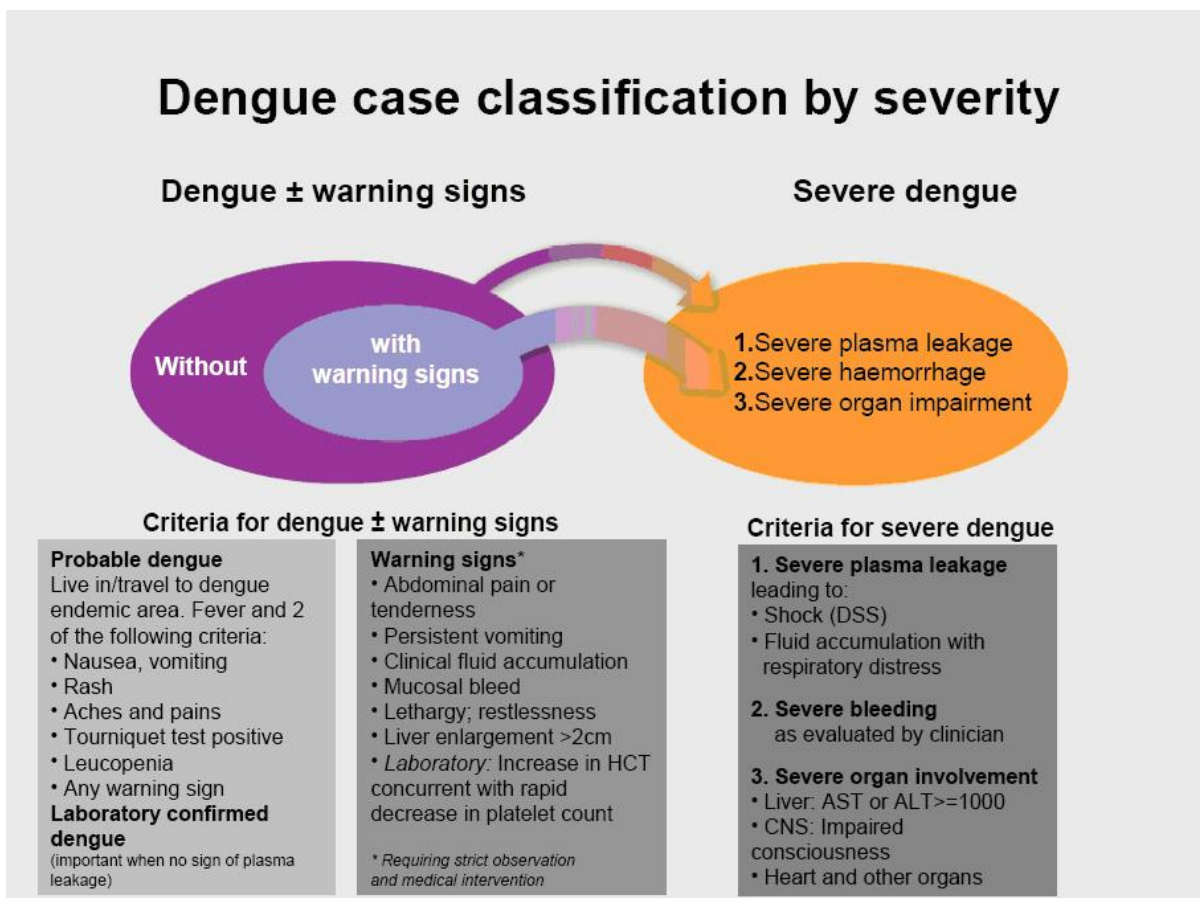 Dengue case classification by severity
Dengue ± warning signs
Severe dengue
Without
with
warning signs
1.Severe plasma leakage
2.Severe haemorrhage
3.Severe organ impairment
Criteria for dengue ± warning signs
Probable dengue
Live in/travel to dengue
endemic area. Fever and 2
of the following criteria:
• Nausea, vomiting
• Rash
• Aches and pains
• Tourniquet test positive
• Leucopenia
• Any warning sign
Laboratory confirmed
dengue
(important when no sign of plasma
leakage)
Warning signs*
• Abdominal pain or
tenderness
• Persistent vomiting
• Clinical fluid accumulation
• Mucosal bleed
• Lethargy; restlessness
• Liver enlargement >2cm
• Laboratory: Increase in HCT
concurrent with rapid
decrease in platelet count
* Requiring strict observation
and medical intervention
Criteria for severe dengue
1. Severe plasma leakage
leading to:
• Shock (DSS)
• Fluid accumulation with
respiratory distress
2. Severe bleeding
as evaluated by clinician
3. Severe organ involvement
• Liver: AST or ALT>=1000
• CNS: Impaired
consciousness
• Heart and other organs